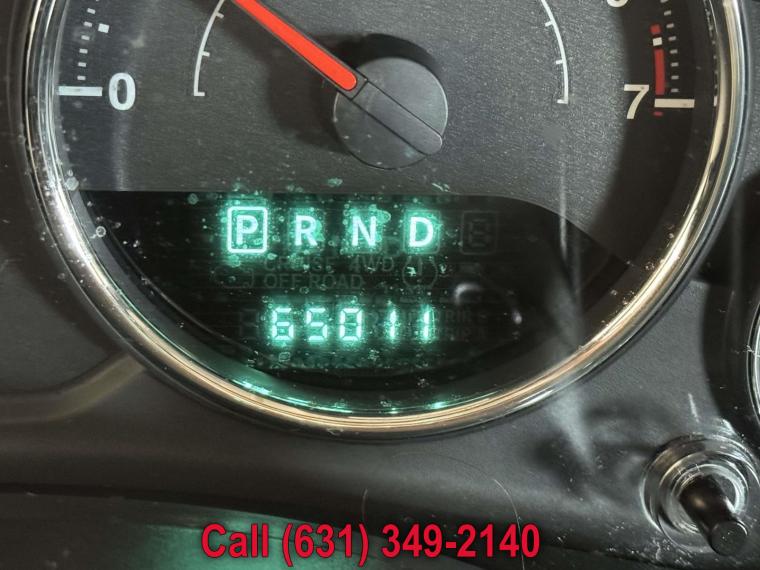 0
7
P R N D
CRUISE 4WD
OFF ROAD
65011
Call (631) 349-2140